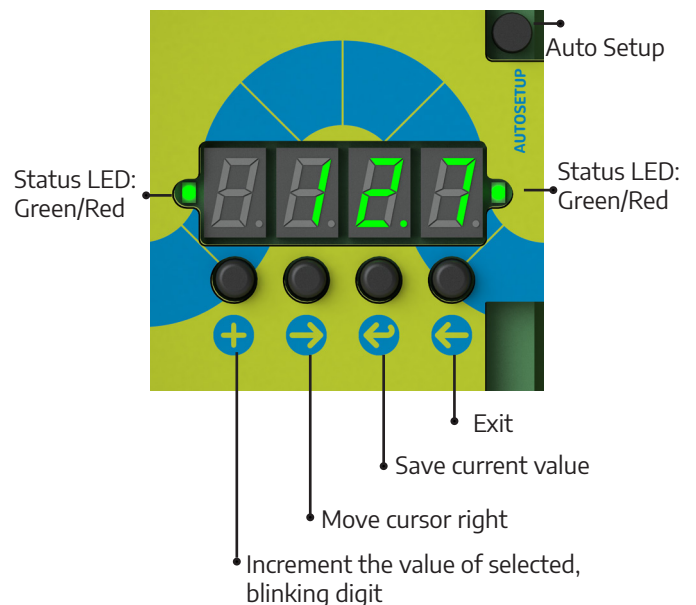 Auto Setup
AUTOSETUP
Status LED:
Green/Red
12.7
Status LED:
Green/Red
Exit
Save current value
Move cursor right
Increment the value of selected,
blinking digit